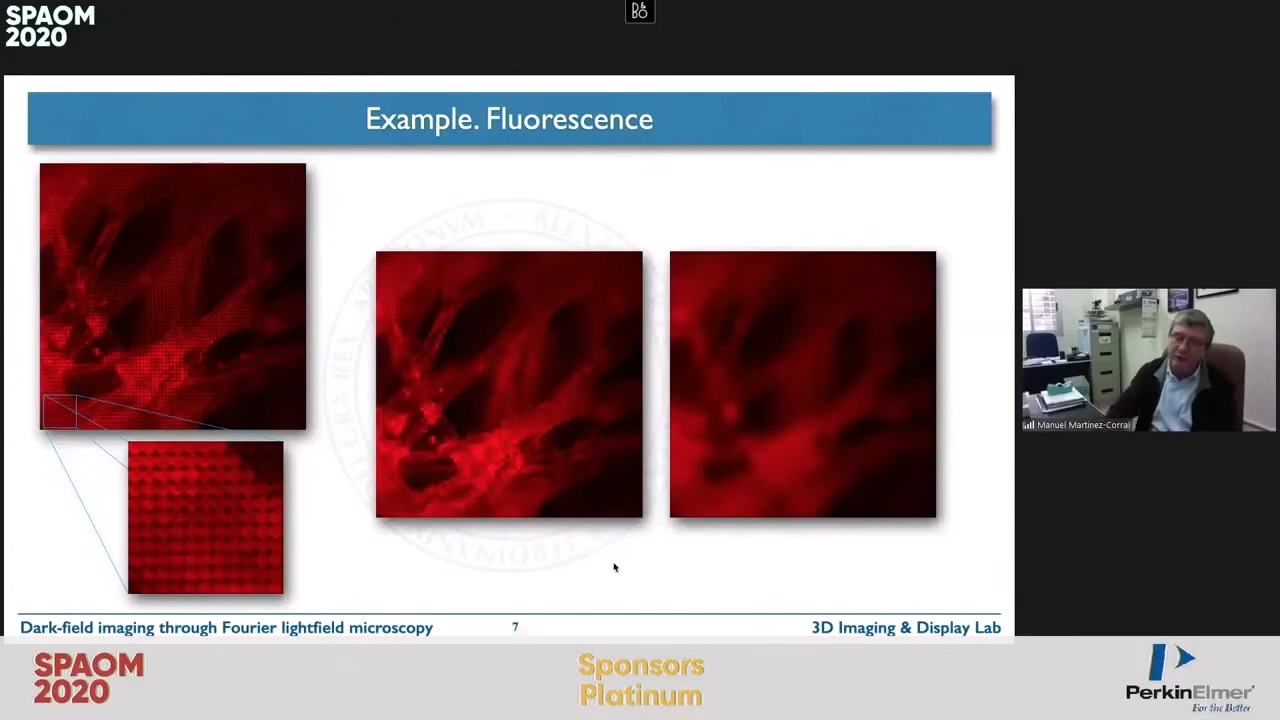 SPAOM
2020
D&
BO
Example. Fluorescence
Manuel Martinez-Corral
Dark-field imaging through Fourier lightfield microscopy
7
3D Imaging & Display Lab
SPAOM
2020
Sponsors
Platinum
PerkinElmer
For the Better